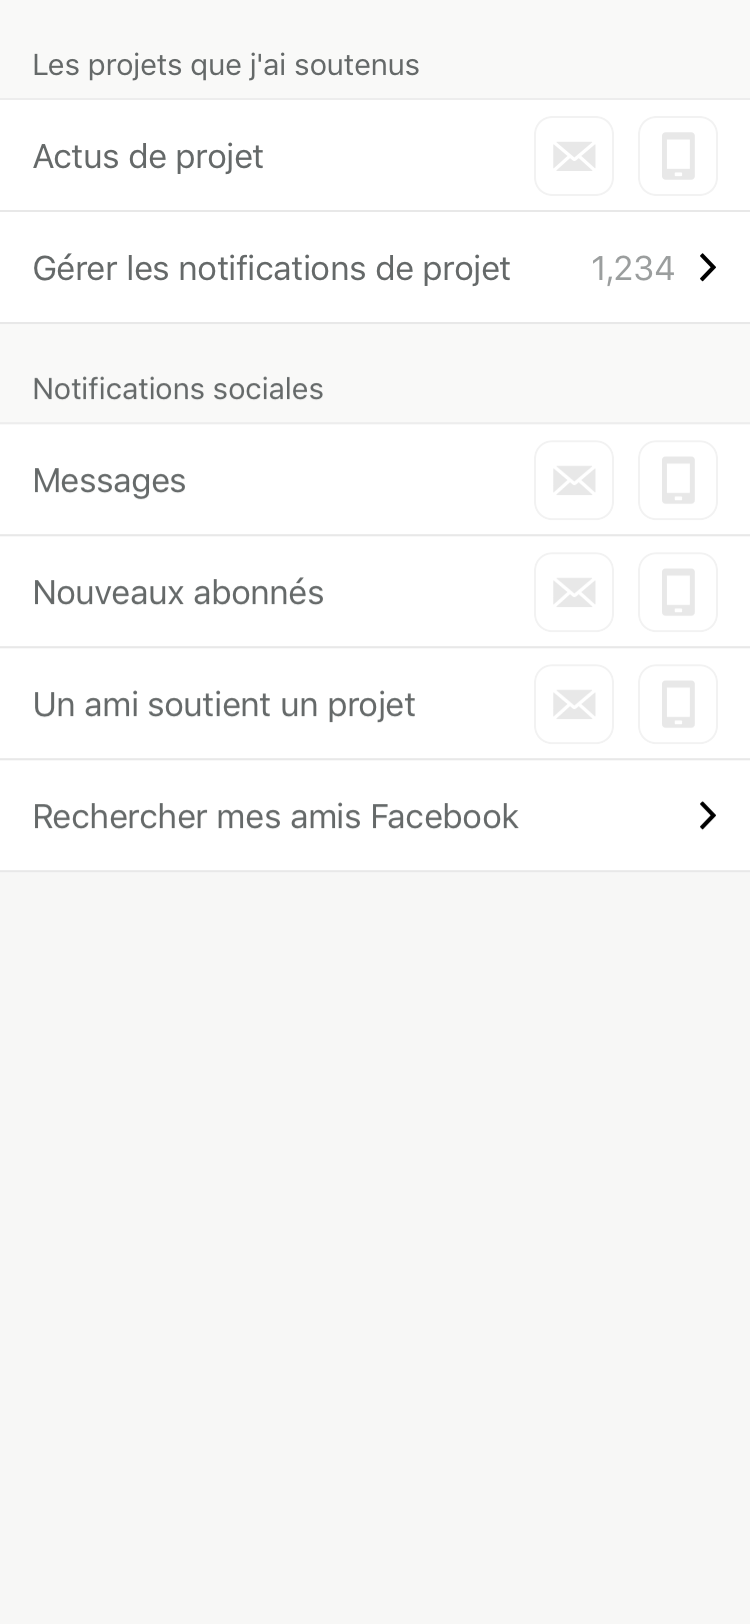 Les projets que j'ai soutenus
Actus de projet
Gérer les notifications de projet 1,234
Notifications sociales
Messages
Nouveaux abonnés
Un ami soutient un projet
Rechercher mes amis Facebook